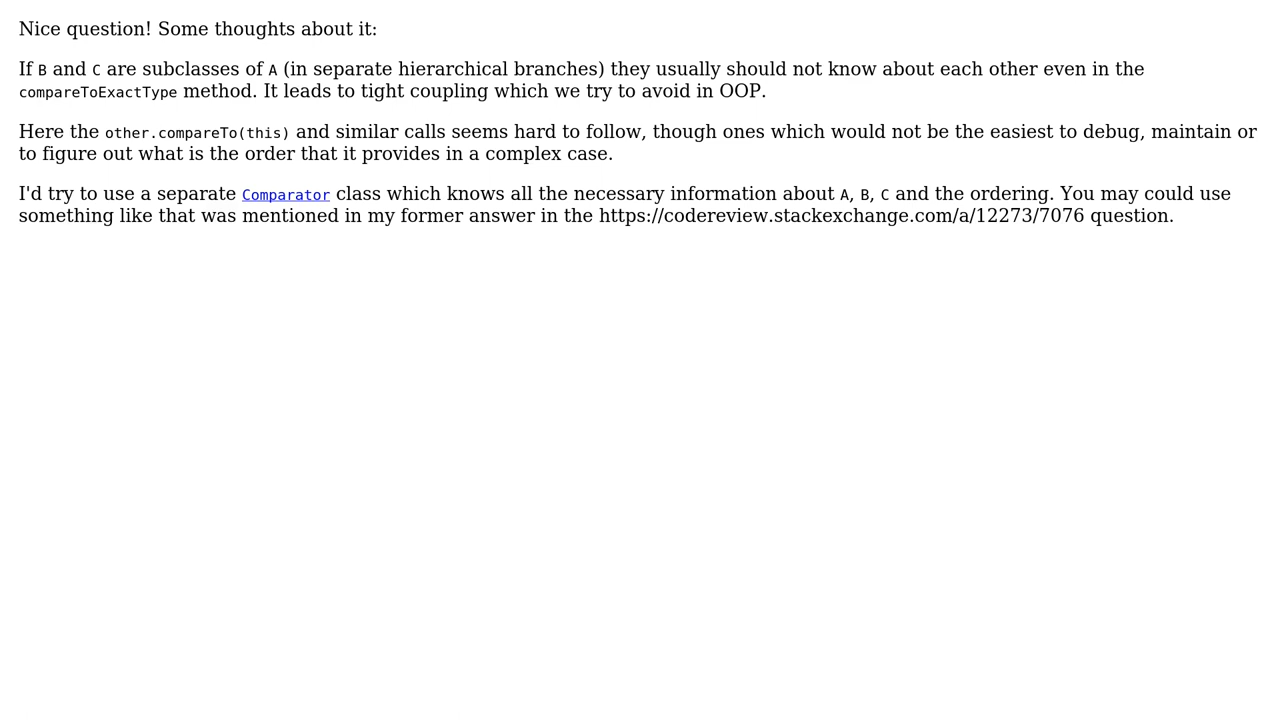 Nice question! Some thoughts about it:
If B and C are subclasses of A (in separate hierarchical branches) they usually should not know about each other even in the
compareToExactType method. It leads to tight coupling which we try to avoid in OOP.
Here the other.compareTo(this) and similar calls seems hard to follow, though ones which would not be the easiest to debug, maintain or
to figure out what is the order that it provides in a complex case.
I'd try to use a separate Comparator class which knows all the necessary information about A, B, C and the ordering. You may could use
something like that was mentioned in my former answer in the https://codereview.stackexchange.com/a/12273/7076 question.